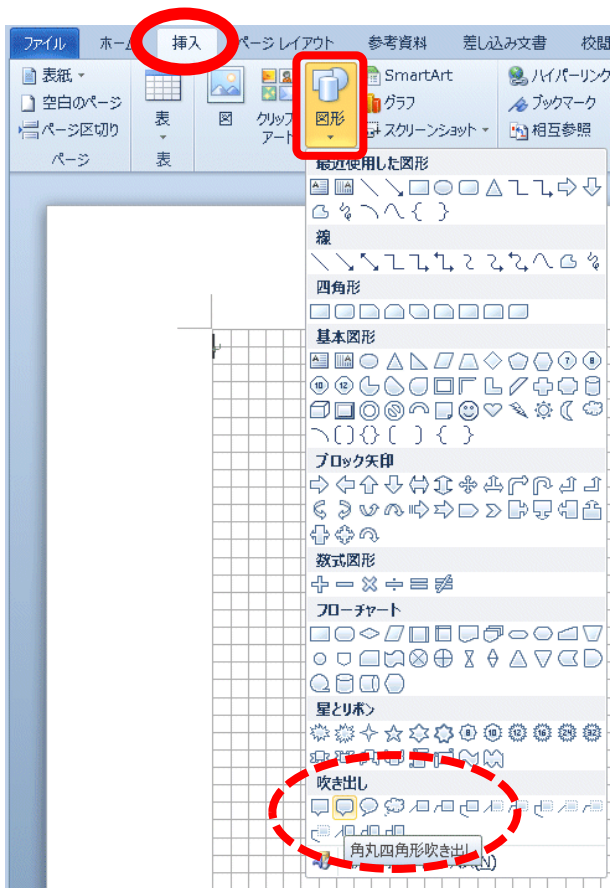 ファイル ホーム 挿入 ページ レイアウト 参考資料 差し込み文書 校閲
表紙 SmartArt ハイパーリンク
空白のページ グラフ ブックマーク
ページ区切り 表 図 クリップ 図形 スクリーンショット 相互参照
アート
ページ 表
最近使用した図形
線
四角形
基本図形
ブロック矢印
数式図形
フローチャート
星とリボン
吹き出し
角丸四角形吹き出し
(N)